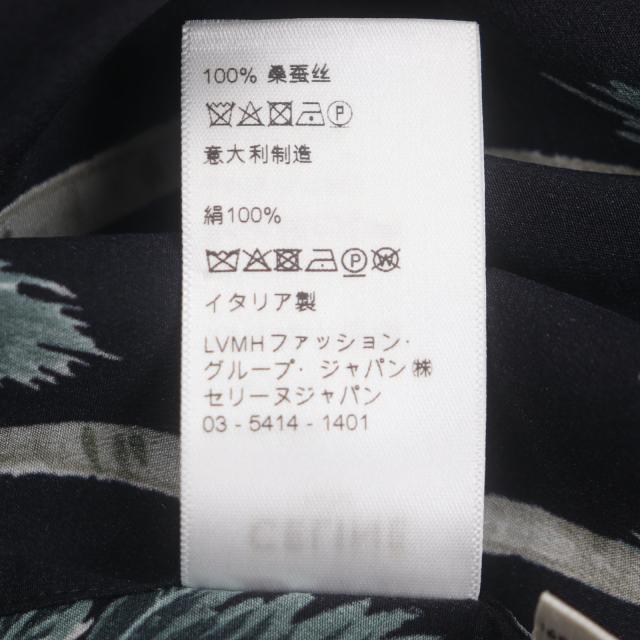 100% 桑蚕丝
意大利制造
絹100%
P W
イタリア製
LVMHファッション・
グループ・ジャパン㈱
セリーヌジャパン
03 - 5414 - 1401